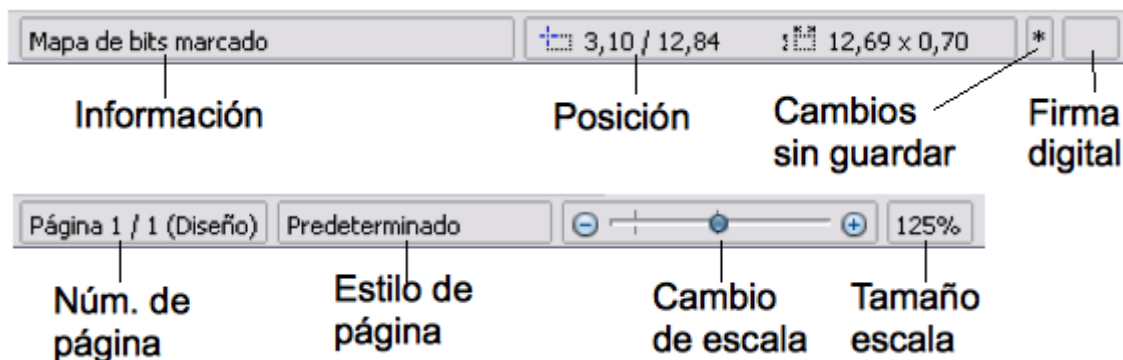 Mapa de bits marcado 3,10 / 12,84 12,69 x 0,70 *
Información Posición Cambios Firma
sin guardar digital
Página 1 / 1 (Diseño) Predeterminado 125%
Núm. de Estilo de Cambio Tamaño
página página de escala escala